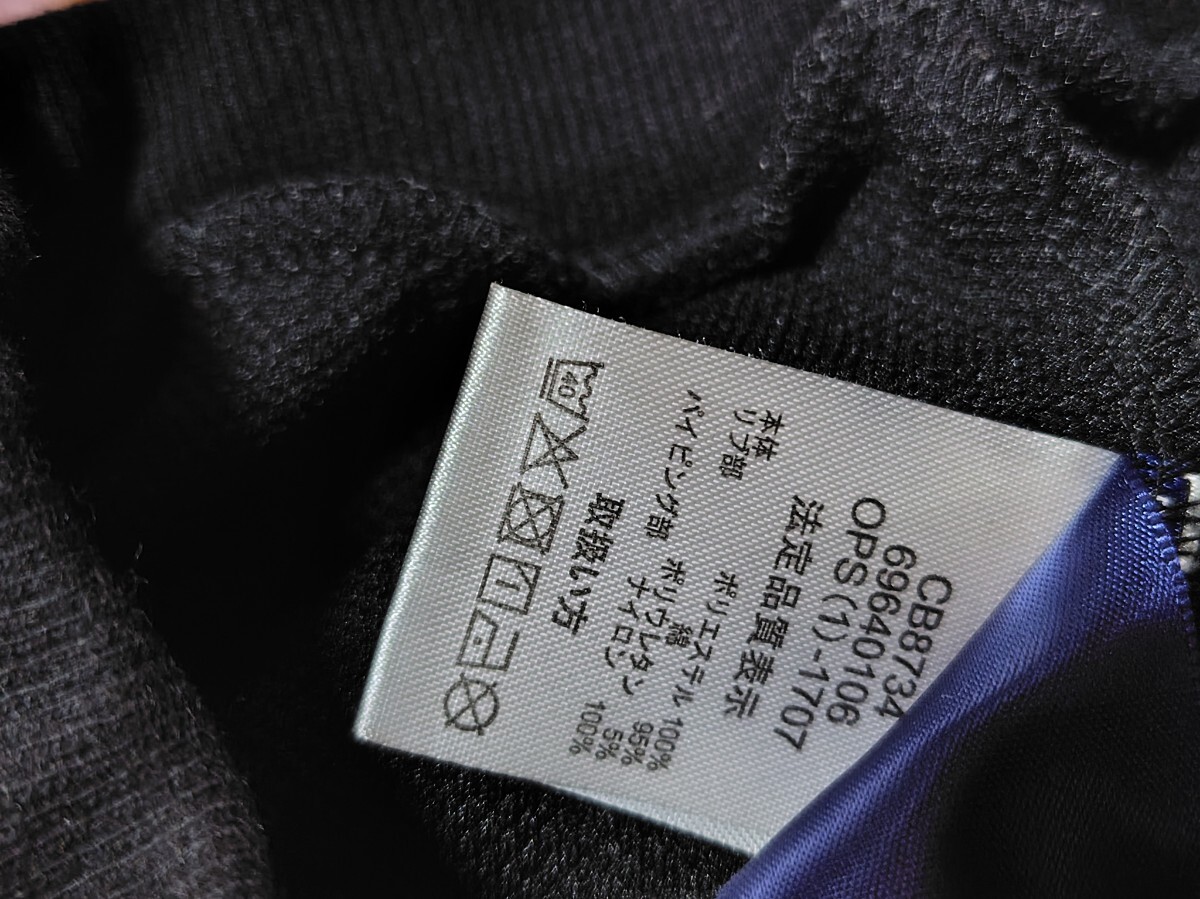 CB8734
69640106
OPS (1)-1707
法定品質表示
本体 ポリエステル 100%
リブ部 綿 95%
ポリウレタン 5%
パイピング部 ナイロン 100%
取扱い方
40